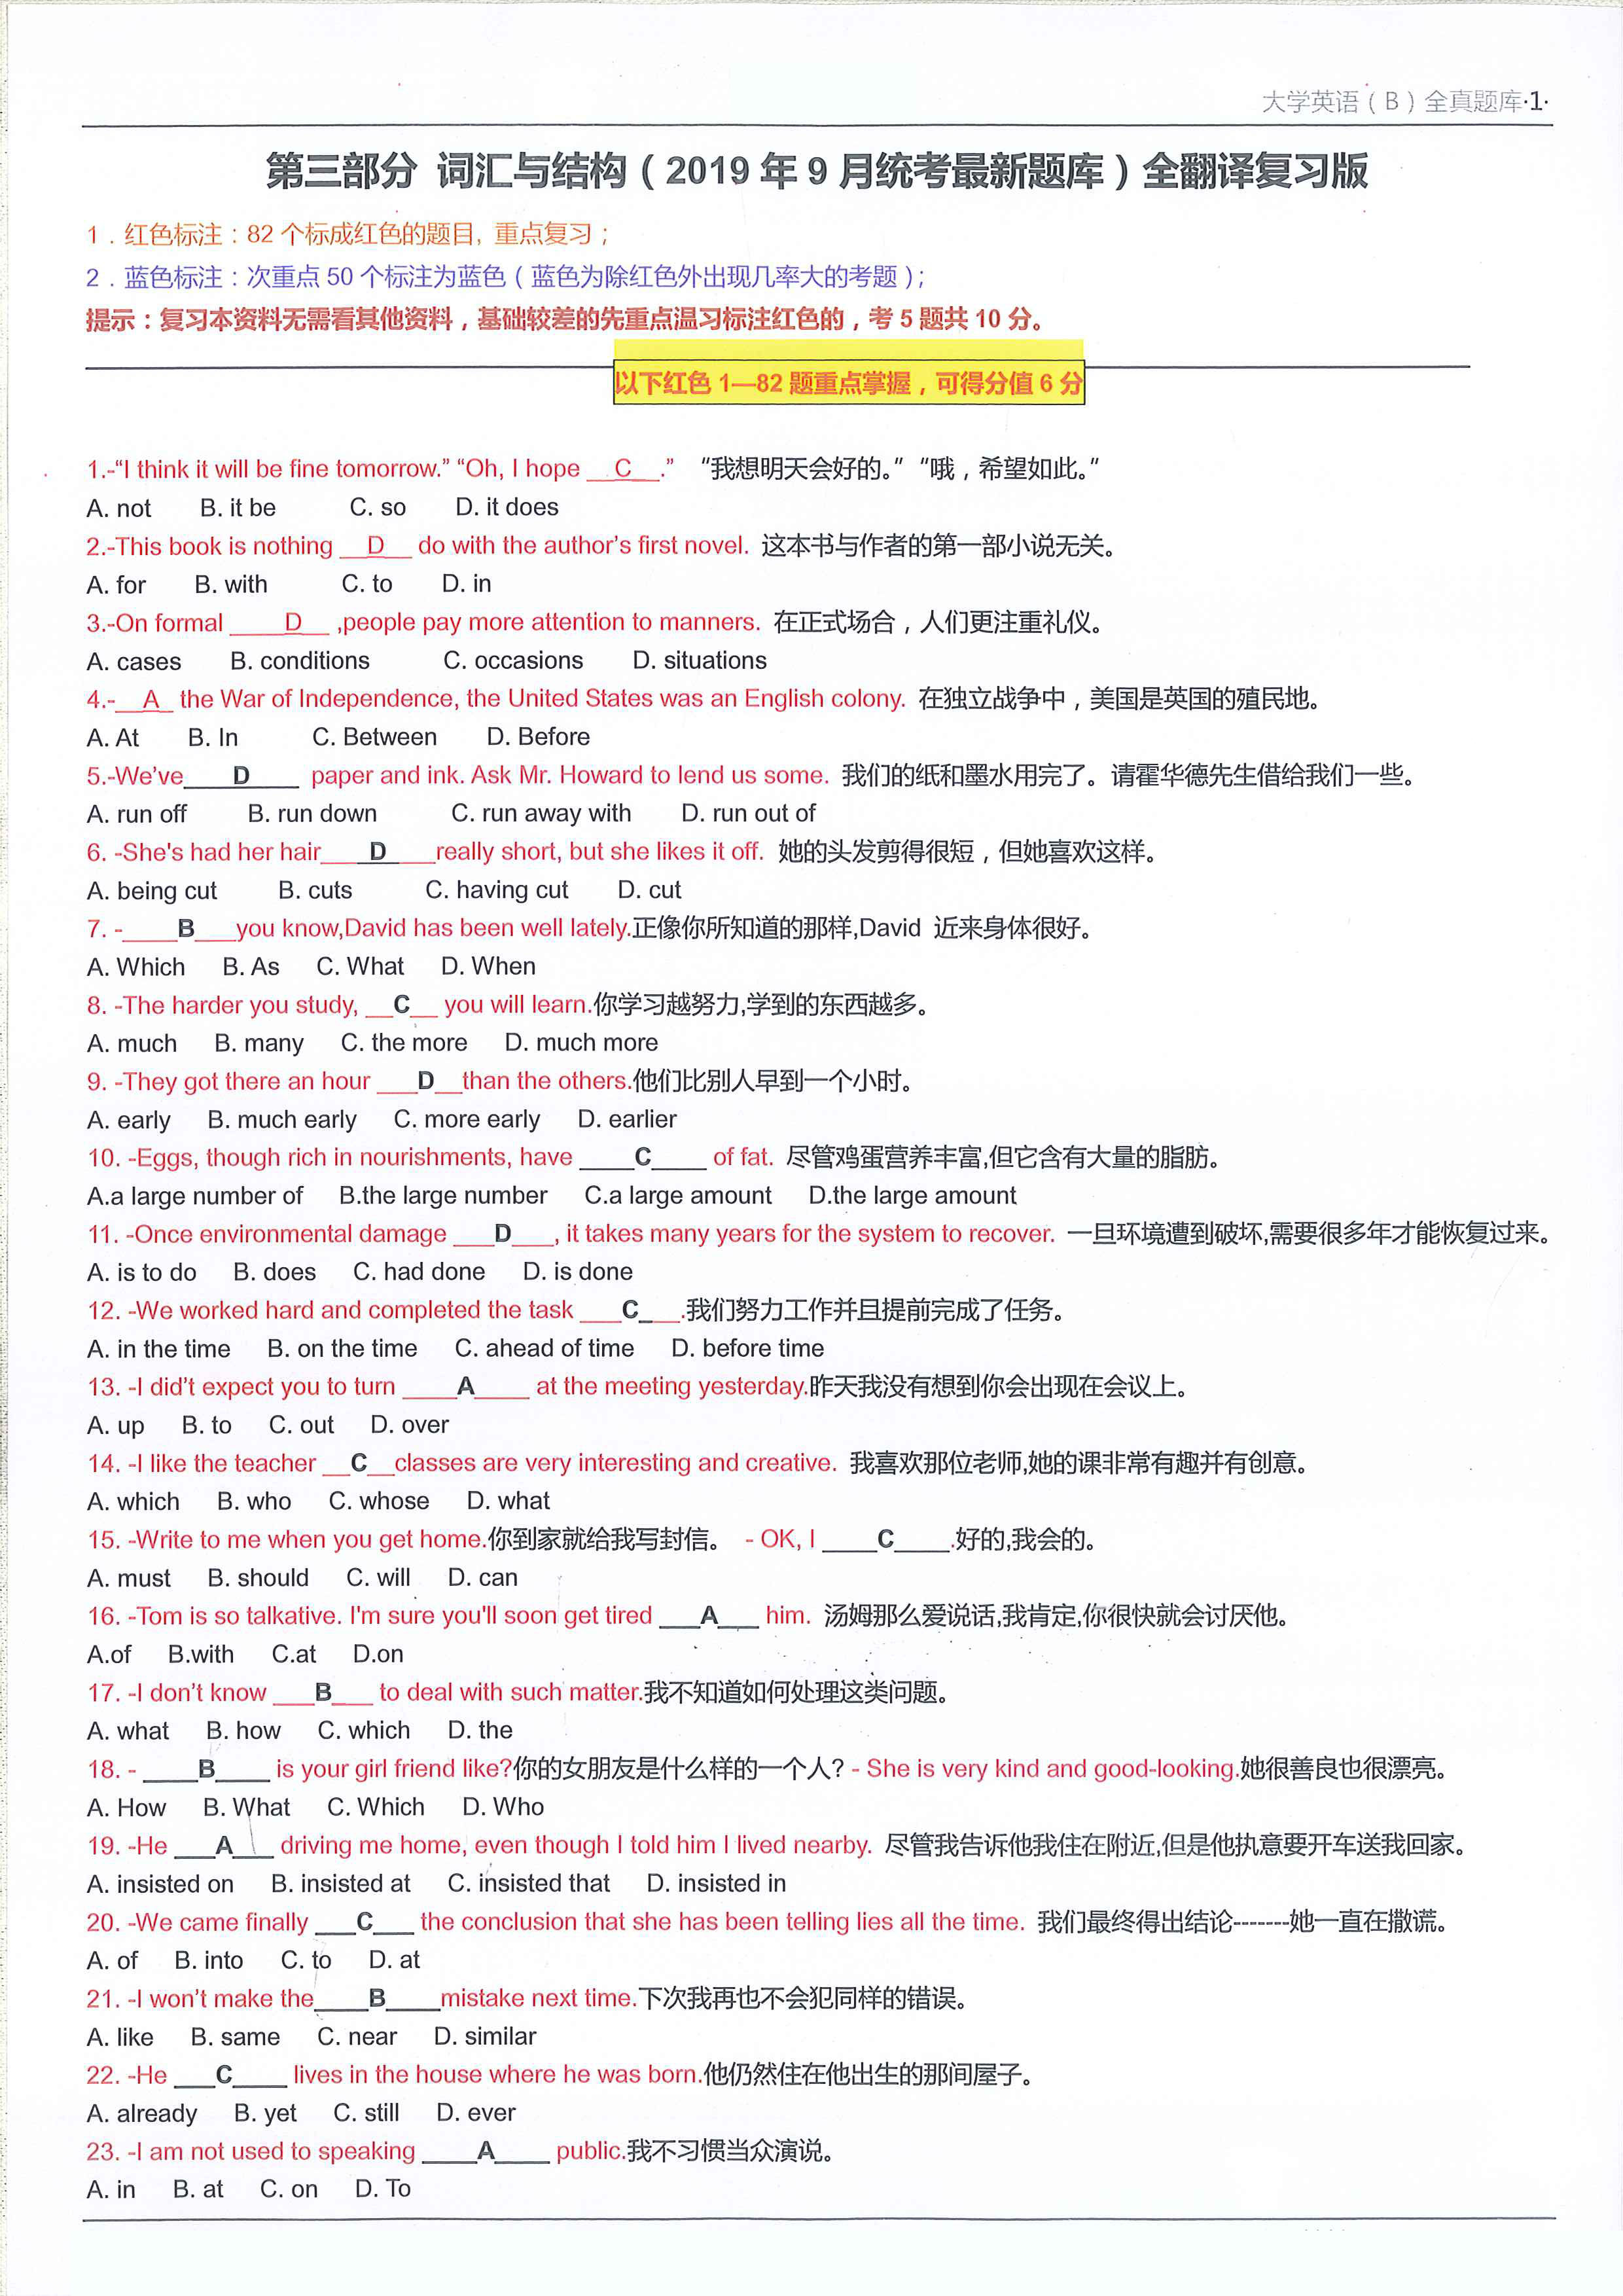 大学英语（B）全真题库·1·
第三部分 词汇与结构（2019 年 9 月统考最新题库）全翻译复习版
1．红色标注：82 个标成红色的题目, 重点复习；
2．蓝色标注：次重点 50 个标注为蓝色（蓝色为除红色外出现几率大的考题）；
提示：复习本资料无需看其他资料，基础较差的先重点温习标注红色的，考 5 题共 10 分。
以下红色 1—82 题重点掌握，可得分值 6 分
1.-“I think it will be fine tomorrow.” “Oh, I hope __C__.” “我想明天会好的。” “哦，希望如此。”
A. not B. it be C. so D. it does
2.-This book is nothing __D__ do with the author’s first novel. 这本书与作者的第一部小说无关。
A. for B. with C. to D. in
3.-On formal ____D__ ,people pay more attention to manners. 在正式场合，人们更注重礼仪。
A. cases B. conditions C. occasions D. situations
4.-__A_ the War of Independence, the United States was an English colony. 在独立战争中，美国是英国的殖民地。
A. At B. In C. Between D. Before
5.-We’ve____D____ paper and ink. Ask Mr. Howard to lend us some. 我们的纸和墨水用完了。请霍华德先生借给我们一些。
A. run off B. run down C. run away with D. run out of
6. -She's had her hair____D____really short, but she likes it off. 她的头发剪得很短，但她喜欢这样。
A. being cut B. cuts C. having cut D. cut
7. -____B___you know,David has been well lately.正像你所知道的那样,David 近来身体很好。
A. Which B. As C. What D. When
8. -The harder you study, __C__ you will learn.你学习越努力,学到的东西越多。
A. much B. many C. the more D. much more
9. -They got there an hour ___D__than the others.他们比别人早到一个小时。
A. early B. much early C. more early D. earlier
10. -Eggs, though rich in nourishments, have ____C____ of fat. 尽管鸡蛋营养丰富,但它含有大量的脂肪。
A.a large number of B.the large number C.a large amount D.the large amount
11. -Once environmental damage ___D___, it takes many years for the system to recover. 一旦环境遭到破坏,需要很多年才能恢复过来。
A. is to do B. does C. had done D. is done
12. -We worked hard and completed the task ___C___.我们努力工作并且提前完成了任务。
A. in the time B. on the time C. ahead of time D. before time
13. -I did’t expect you to turn ____A____ at the meeting yesterday.昨天我没有想到你会出现在会议上。
A. up B. to C. out D. over
14. -I like the teacher __C__classes are very interesting and creative. 我喜欢那位老师,她的课非常有趣并有创意。
A. which B. who C. whose D. what
15. -Write to me when you get home.你到家就给我写封信。 - OK, I ____C____.好的,我会的。
A. must B. should C. will D. can
16. -Tom is so talkative. I'm sure you'll soon get tired ___A___ him. 汤姆那么爱说话,我肯定,你很快就会讨厌他。
A.of B.with C.at D.on
17. -I don’t know ___B___ to deal with such matter.我不知道如何处理这类问题。
A. what B. how C. which D. the
18. - ____B____ is your girl friend like?你的女朋友是什么样的一个人? - She is very kind and good-looking.她很善良也很漂亮。
A. How B. What C. Which D. Who
19. -He ___A___ driving me home, even though I told him I lived nearby. 尽管我告诉他我住在附近,但是他执意要开车送我回家。
A. insisted on B. insisted at C. insisted that D. insisted in
20. -We came finally ___C___ the conclusion that she has been telling lies all the time. 我们最终得出结论-------她一直在撒谎。
A. of B. into C. to D. at
21. -I won’t make the____B____mistake next time.下次我再也不会犯同样的错误。
A. like B. same C. near D. similar
22. -He ___C____ lives in the house where he was born.他仍然住在他出生的那间屋子。
A. already B. yet C. still D. ever
23. -I am not used to speaking ____A____ public.我不习惯当众演说。
A. in B. at C. on D. To